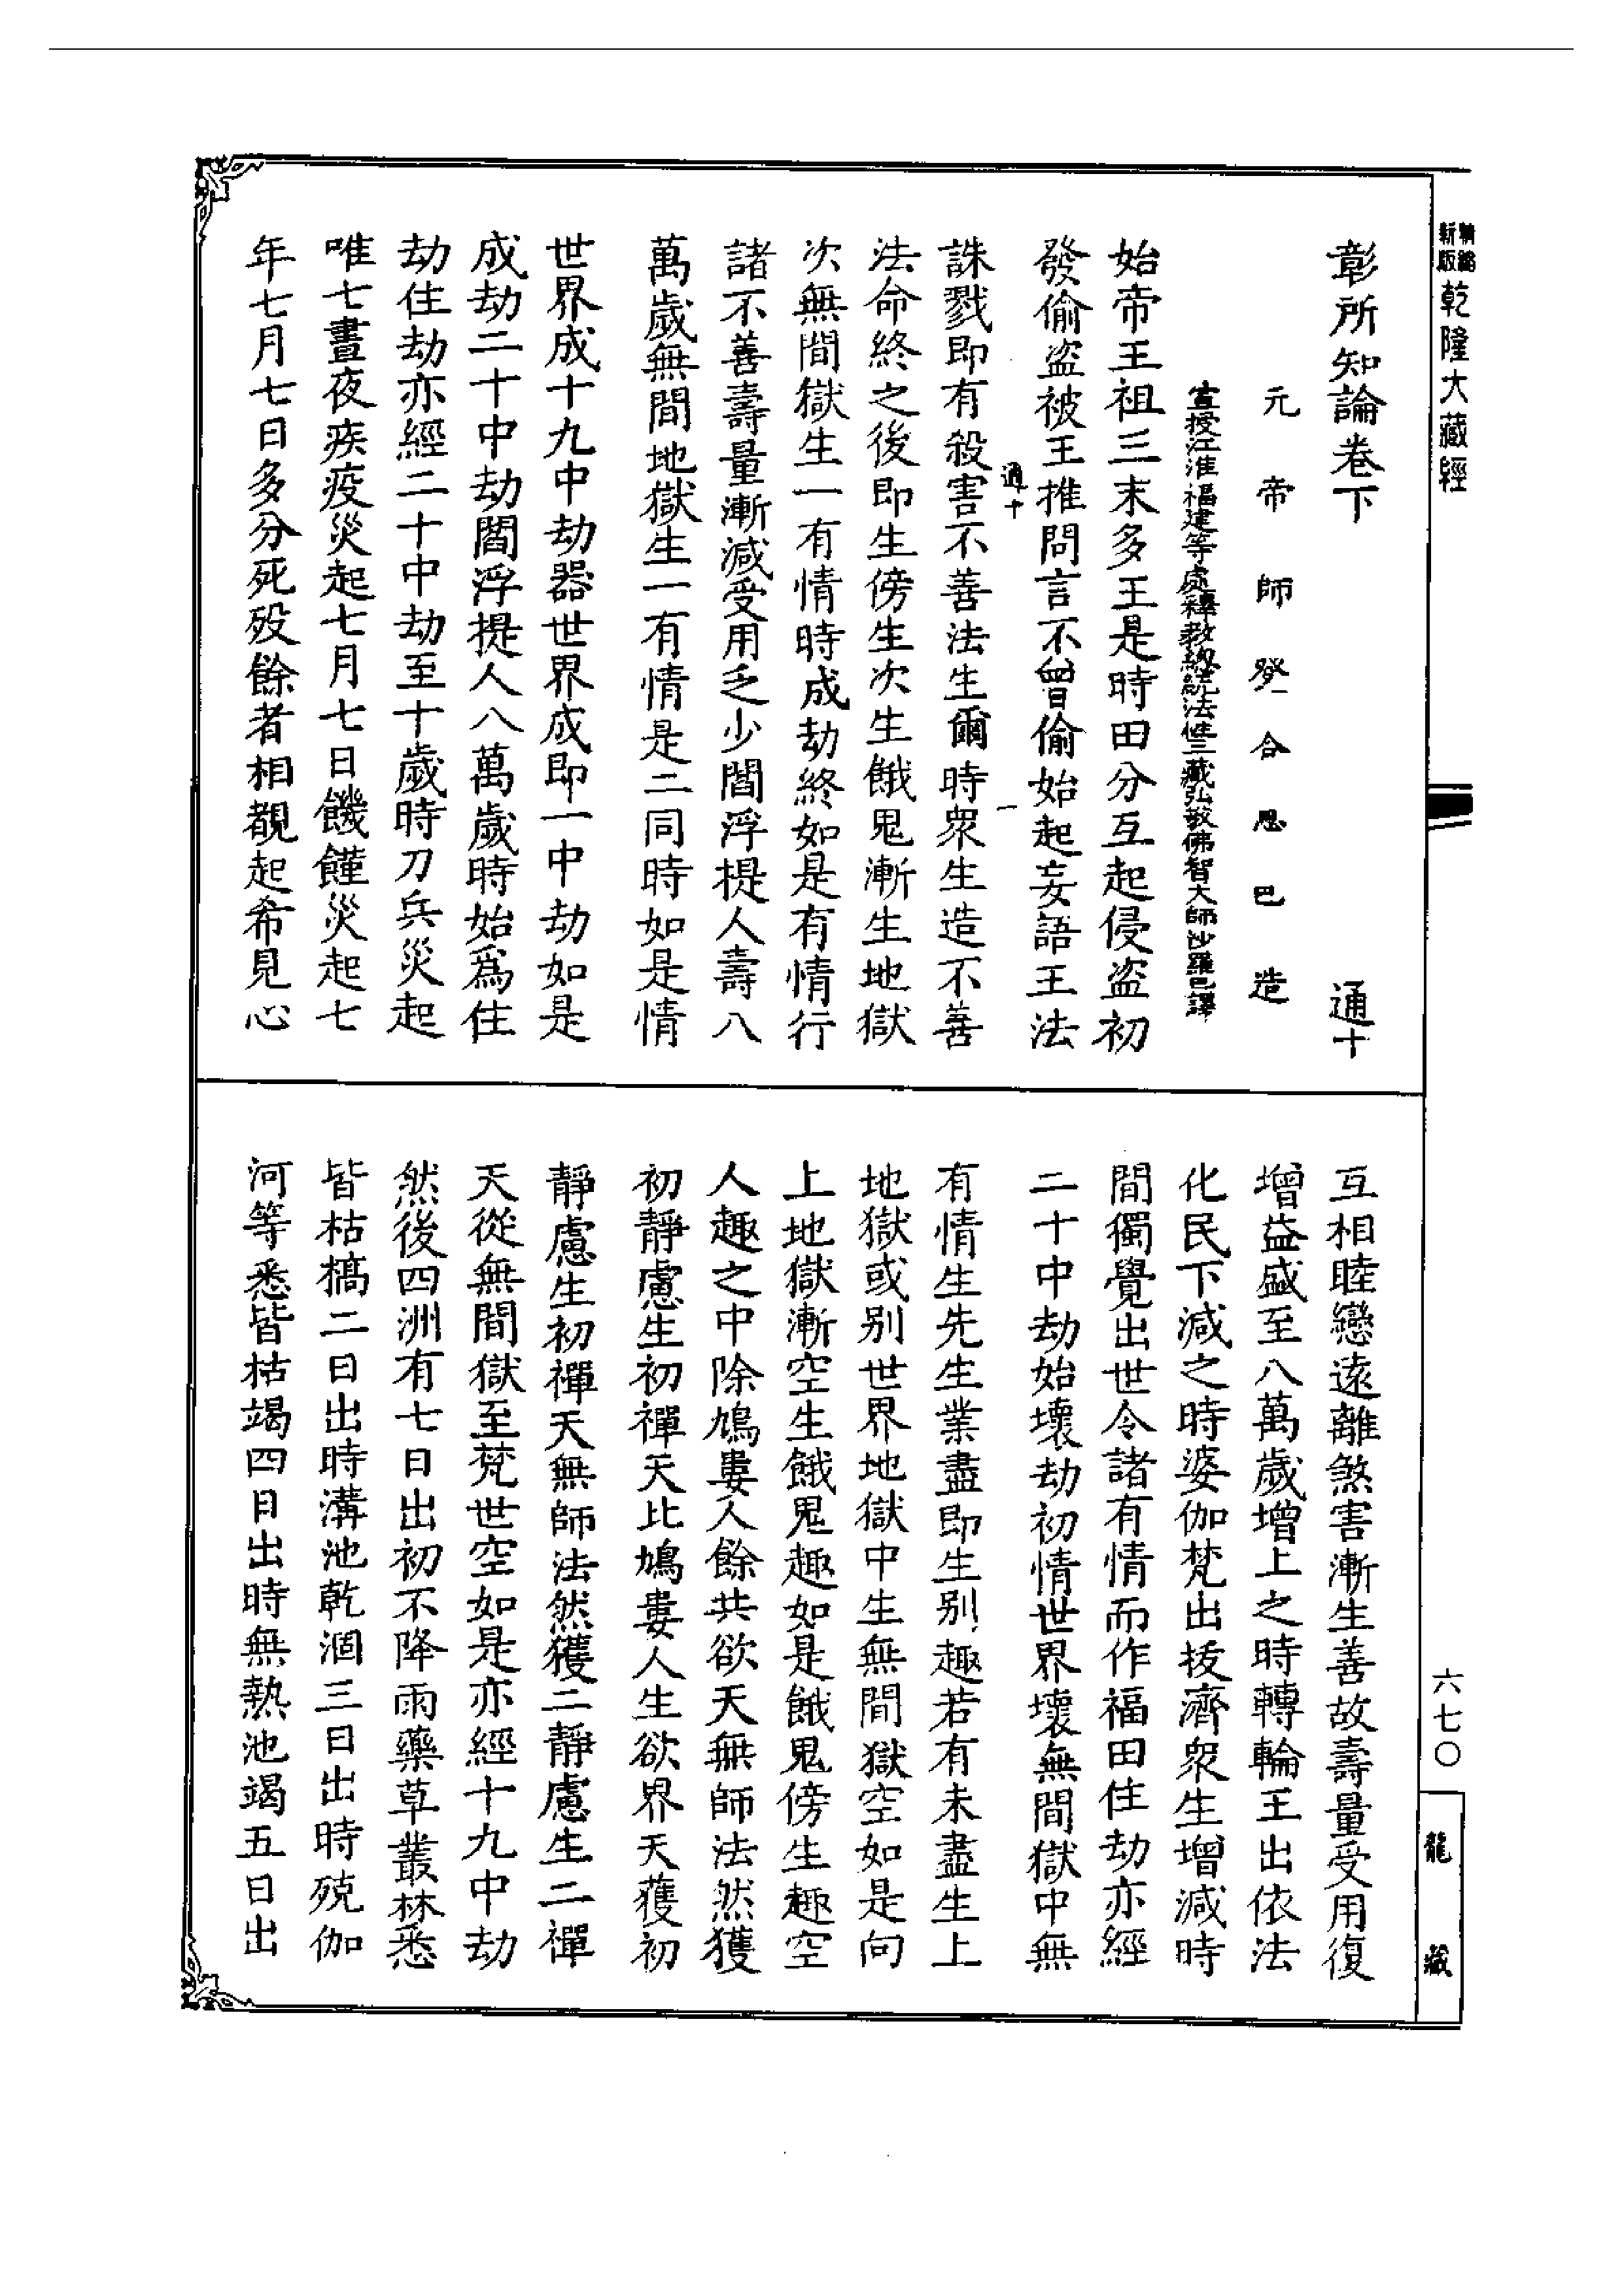 精縮
新版
乾隆大藏經
六七〇
龍藏
彰所知論卷下　通十
元帝師癹合思巴造
宣授江淮福建等處釋教總統法性三藏弘教佛智大師沙羅巴譯
始帝王祖三末多王是時田分互起侵盜初
發偷盜被王推問言不曾偷始起妄語王法
通十
一
誅戮即有殺害不善法生爾時衆生造不善
法命終之後即生傍生次生餓鬼漸生地獄
次無間獄生一有情時成劫終如是有情行
諸不善壽量漸減受用乏少閻浮提人壽八
萬歲無間地獄生一有情是二同時如是情
世界成十九中劫器世界成即一中劫如是
成劫二十中劫閻浮提人八萬歲時始爲住
劫住劫亦經二十中劫至十歲時刀兵災起
唯七晝夜疾疫災起七月七日饑饉災起七
年七月七日多分死歿餘者相覩起希見心
互相睦戀遠離煞害漸生善故壽量受用復
增益盛至八萬歲增上之時轉輪王出依法
化民下減之時婆伽梵出拔濟衆生增減時
間獨覺出世令諸有情而作福田住劫亦經
二十中劫始壞劫初情世界壞無間獄中無
有情生先生業盡即生別趣若有未盡生上
地獄或別世界地獄中生無間獄空如是向
上地獄漸空生餓鬼趣如是餓鬼傍生趣空
人趣之中除鳩婁人餘共欲天無師法然獲
初靜慮生初禪天比鳩婁人生欲界天獲初
靜慮生初禪天無師法然獲二靜慮生二禪
天從無間獄至梵世空如是亦經十九中劫
然後四洲有七日出初不降雨藥草叢林悉
皆枯槁二日出時溝池乾涸三日出時殑伽
河等悉皆枯竭四日出時無熱池竭五日出